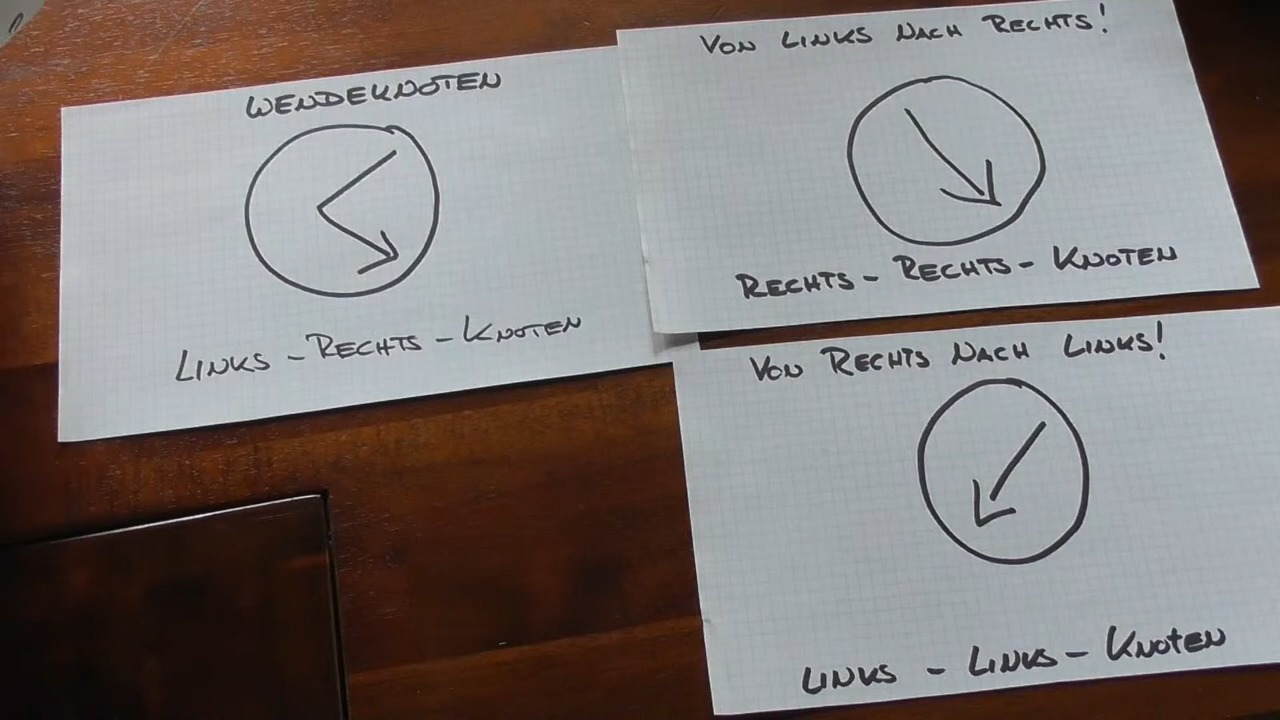 WENDEKNOTEN
LINKS - RECHTS - KNOTEN
VON LINKS NACH RECHTS!
RECHTS - RECHTS - KNOTEN
VON RECHTS NACH LINKS!
LINKS - LINKS - KNOTEN